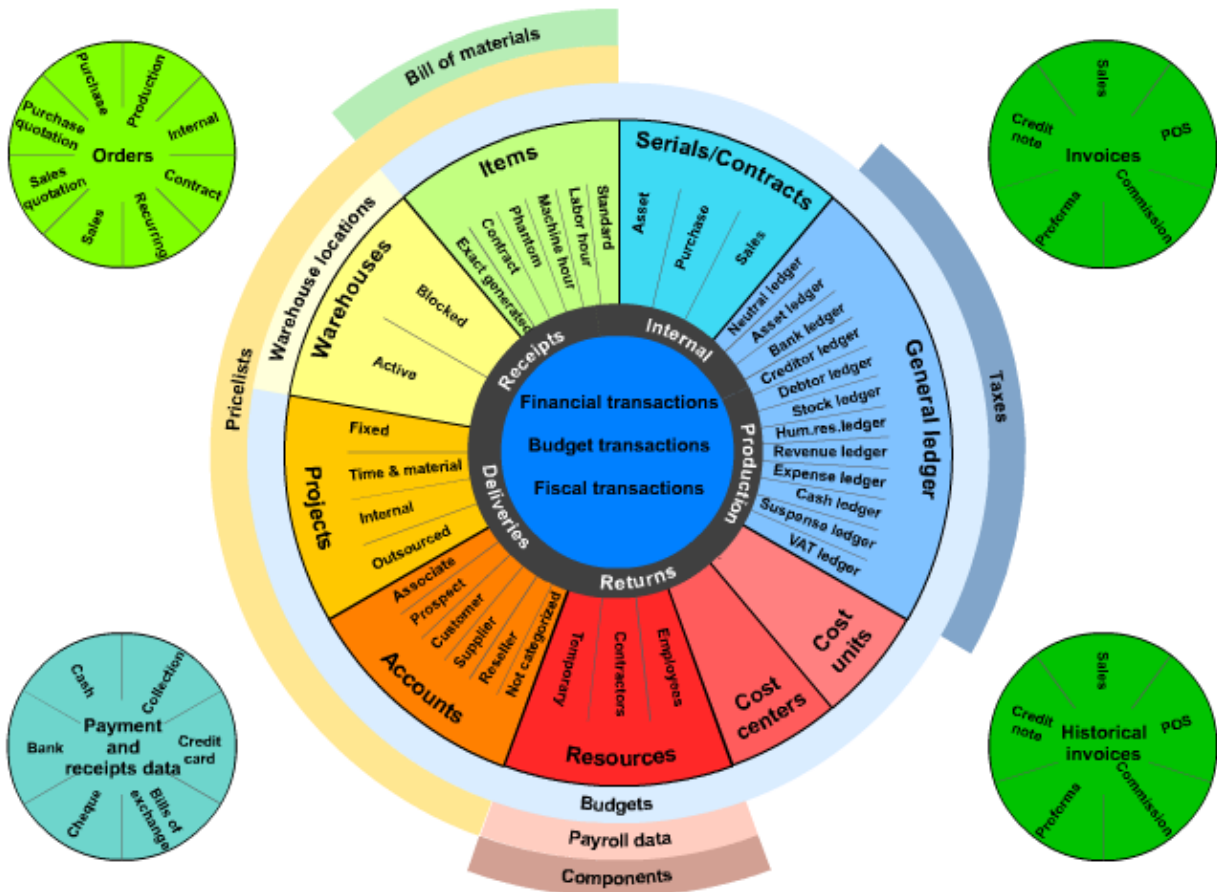 Bill of materials
Pricelists
Warehouse locations
Taxes
Budgets
Payroll data
Components
Orders
Purchase
Production
Internal
Contract
Recurring
Sales
Sales
quotation
Purchase
quotation
Invoices
Sales
POS
Commission
Proforma
Credit
note
Items
Exact generated
Contract
Phantom
Machine hour
Labor hour
Standard
Serials/Contracts
Asset
Purchase
Sales
General ledger
Neutral ledger
Asset ledger
Bank ledger
Creditor ledger
Debtor ledger
Stock ledger
Hum.res.ledger
Revenue ledger
Expense ledger
Cash ledger
Suspense ledger
VAT ledger
Cost
units
Cost
centers
Resources
Temporary
Contractors
Employees
Accounts
Associate
Prospect
Customer
Supplier
Reseller
Not categorized
Projects
Fixed
Time & material
Internal
Outsourced
Warehouses
Blocked
Active
Receipts
Internal
Production
Returns
Deliveries
Financial transactions
Budget transactions
Fiscal transactions
Payment
and
receipts data
Cash
Collection
Credit
card
Bills of
exchange
Cheque
Bank
Historical
invoices
Sales
POS
Commission
Proforma
Credit
note